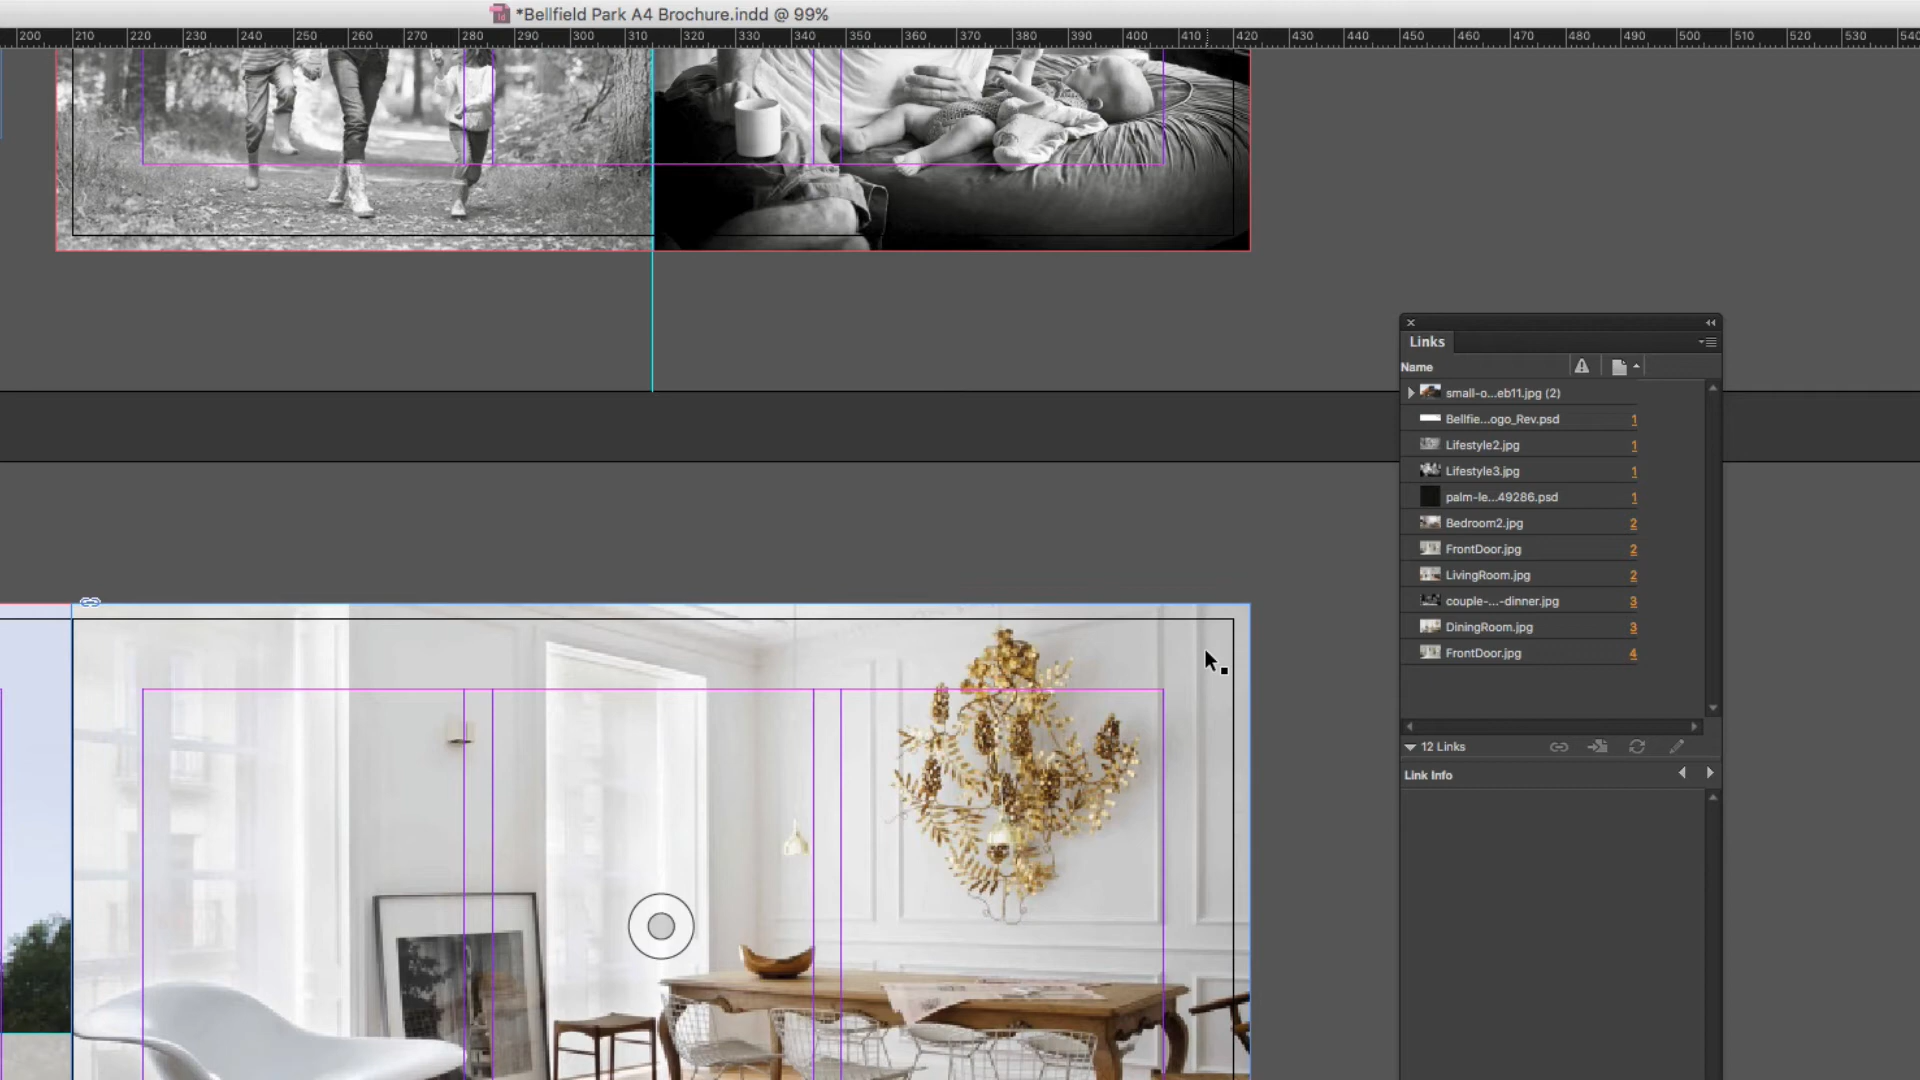 *Bellfield Park A4 Brochure.indd @ 99%
200 210 220 230 240 250 260 270 280 290 300 310 320 330 340 350 360 370 380 390 400 410 420 430 440 450 460 470 480 490 500 510 520 530 540
Links
Name
small-o...eb11.jpg (2)
Bellfie...ogo_Rev.psd 1
Lifestyle2.jpg 1
Lifestyle3.jpg 1
palm-le...49286.psd 1
Bedroom2.jpg 2
FrontDoor.jpg 2
LivingRoom.jpg 2
couple-...-dinner.jpg 3
DiningRoom.jpg 3
FrontDoor.jpg 4
12 Links
Link Info